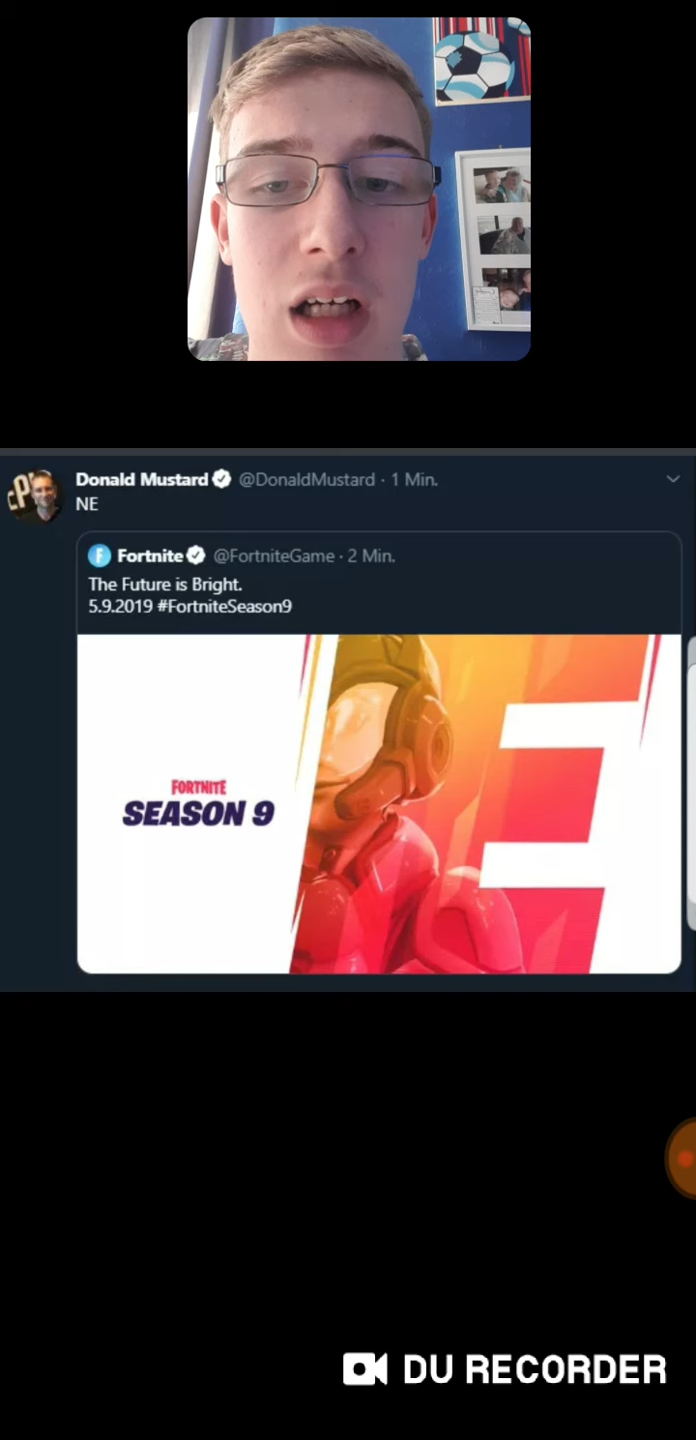 Donald Mustard @DonaldMustard · 1 Min.
NE
Fortnite @FortniteGame · 2 Min.
The Future is Bright.
5.9.2019 #FortniteSeason9
FORTNITE
SEASON 9
E
DU RECORDER